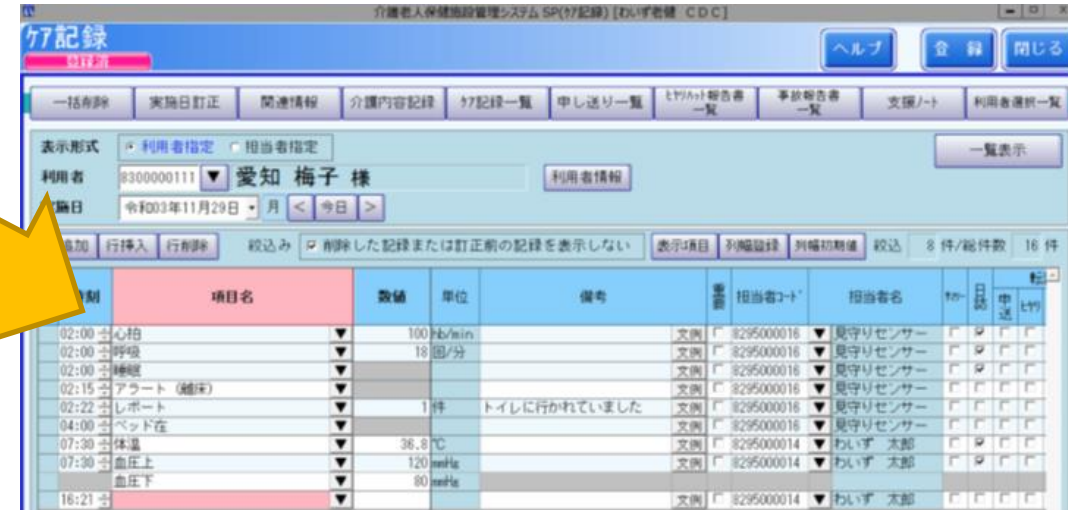 介護老人保健施設管理システム SP(ｹｱ記録) [わいず老健 CDC]
ｹｱ記録
登録済
ヘルプ 登 録 閉じる
一括削除 実施日訂正 関連情報 介護内容記録 ｹｱ記録一覧 申し送り一覧 ﾋﾔﾘﾊｯﾄ報告書一覧 事故報告書一覧 支援ﾉｰﾄ 利用者選択一覧
表示形式 利用者指定 担当者指定 一覧表示
利用者 8300000111 ▼ 愛知 梅子 様 利用者情報
施日 令和03年11月29日 月 < 今日 >
追加 行挿入 行削除 絞込み 削除した記録または訂正前の記録を表示しない 表示項目 列幅登録 列幅初期値 絞込 8 件/総件数 16 件
刻 項目名 数値 単位 備考 重要 担当者ｺｰﾄﾞ 担当者名 日誌 申送 ﾋﾔﾘ 転
02:00 心拍 ▼ 100 hb/min 文例 8295000016 ▼ 見守りセンサー
02:00 呼吸 ▼ 18 回/分 文例 8295000016 ▼ 見守りセンサー
02:00 睡眠 ▼ 文例 8295000016 ▼ 見守りセンサー
02:15 アラート（離床） ▼ 文例 8295000016 ▼ 見守りセンサー
02:22 レポート ▼ 1 件 トイレに行かれていました 文例 8295000016 ▼ 見守りセンサー
04:00 ベッド在 ▼ 文例 8295000016 ▼ 見守りセンサー
07:30 体温 ▼ 36.8 ℃ 文例 8295000014 ▼ わいず 太郎
07:30 血圧上 ▼ 120 mmHg 文例 8295000014 ▼ わいず 太郎
血圧下 80 mmHg
16:21 ▼ 文例 8295000014 ▼ わいず 太郎